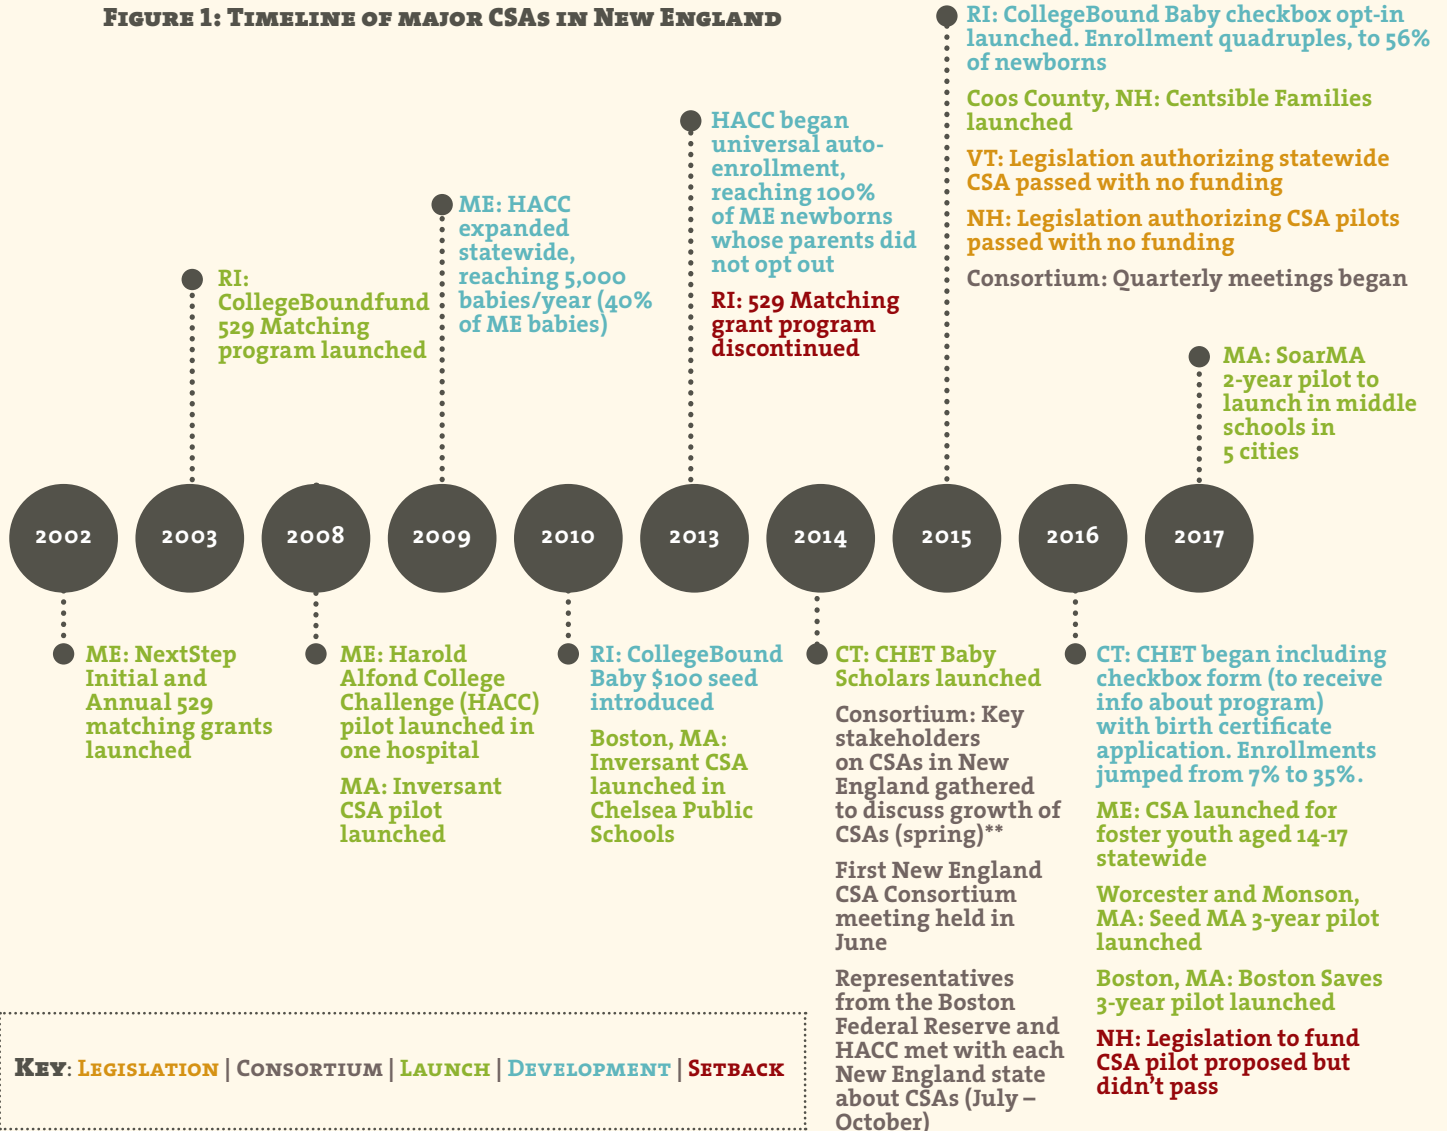 Figure 1: Timeline of major CSAs in New England
RI: CollegeBound Baby checkbox opt-in
launched. Enrollment quadruples, to 56%
of newborns
Coos County, NH: Centsible Families
launched
VT: Legislation authorizing statewide
CSA passed with no funding
NH: Legislation authorizing CSA pilots
passed with no funding
Consortium: Quarterly meetings began
HACC began
universal auto-
enrollment,
reaching 100%
of ME newborns
whose parents did
not opt out
RI: 529 Matching
grant program
discontinued
ME: HACC
expanded
statewide,
reaching 5,000
babies/year (40%
of ME babies)
RI:
CollegeBoundfund
529 Matching
program launched
MA: SoarMA
2-year pilot to
launch in middle
schools in
5 cities
2002
2003
2008
2009
2010
2013
2014
2015
2016
2017
ME: NextStep
Initial and
Annual 529
matching grants
launched
ME: Harold
Alfond College
Challenge (HACC)
pilot launched in
one hospital
MA: Inversant
CSA pilot
launched
RI: CollegeBound
Baby $100 seed
introduced
Boston, MA:
Inversant CSA
launched in
Chelsea Public
Schools
CT: CHET Baby
Scholars launched
Consortium: Key
stakeholders
on CSAs in New
England gathered
to discuss growth of
CSAs (spring)**
First New England
CSA Consortium
meeting held in
June
Representatives
from the Boston
Federal Reserve and
HACC met with each
New England state
about CSAs (July –
October)
CT: CHET began including
checkbox form (to receive
info about program)
with birth certificate
application. Enrollments
jumped from 7% to 35%.
ME: CSA launched for
foster youth aged 14-17
statewide
Worcester and Monson,
MA: Seed MA 3-year pilot
launched
Boston, MA: Boston Saves
3-year pilot launched
NH: Legislation to fund
CSA pilot proposed but
didn't pass
Key: Legislation | Consortium | Launch | Development | Setback